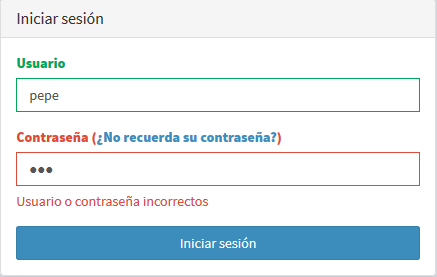 Iniciar sesión
Usuario
pepe
Contraseña (¿No recuerda su contraseña?)
●●●
Usuario o contraseña incorrectos
Iniciar sesión